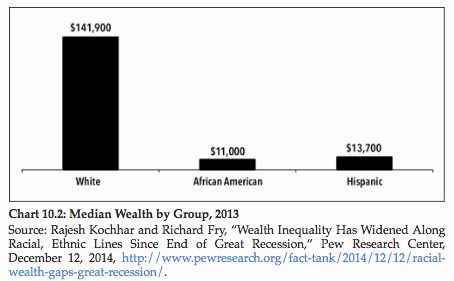 $141,900
$11,000
$13,700
White
African American
Hispanic
Chart 10.2: Median Wealth by Group, 2013
Source: Rajesh Kochhar and Richard Fry, “Wealth Inequality Has Widened Along
Racial, Ethnic Lines Since End of Great Recession,” Pew Research Center,
December 12, 2014, http://www.pewresearch.org/fact-tank/2014/12/12/racial-
wealth-gaps-great-recession/.